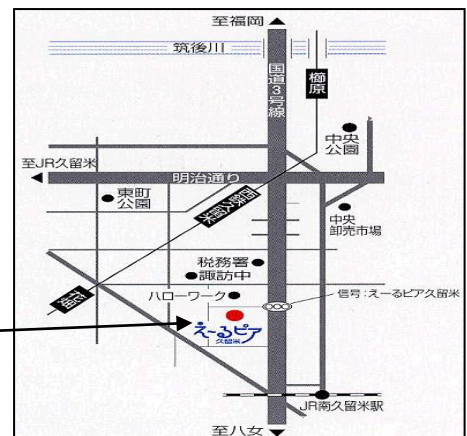 至福岡
筑後川
国道3号線
櫛原
中央
公園
至JR久留米
明治通り
東町
公園
西鉄久留米
中央
卸売市場
税務署
諏訪中
ハローワーク
信号:えーるピア久留米
花畑
えーるピア
久留米
JR南久留米駅
至八女